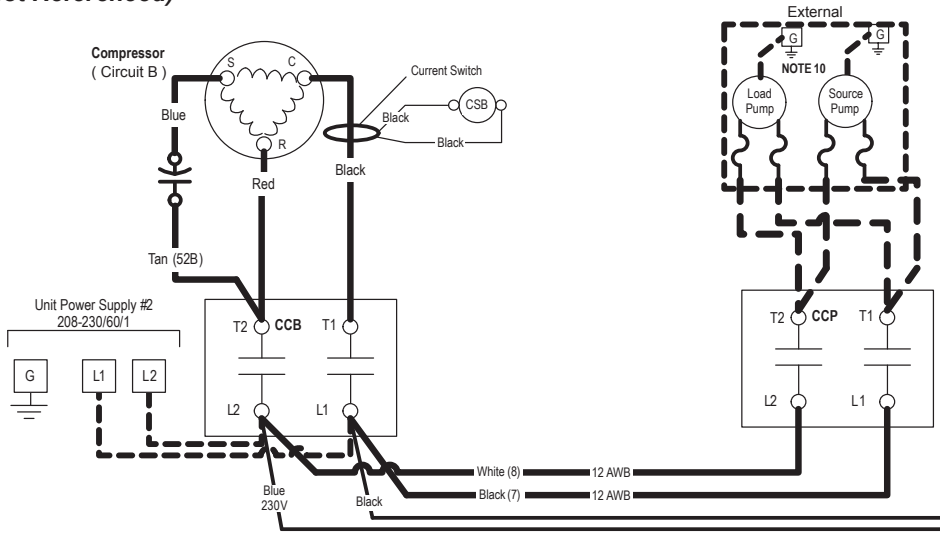 External
Compressor
( Circuit B )
S
C
R
Current Switch
CSB
Black
Black
Blue
Red
Black
Tan (52B)
G
G
NOTE 10
Load
Pump
Source
Pump
Unit Power Supply #2
208-230/60/1
G
L1
L2
T2
CCB
T1
L2
L1
T2
CCP
T1
L2
L1
White (8)
12 AWB
Black (7)
12 AWB
Blue
230V
Black